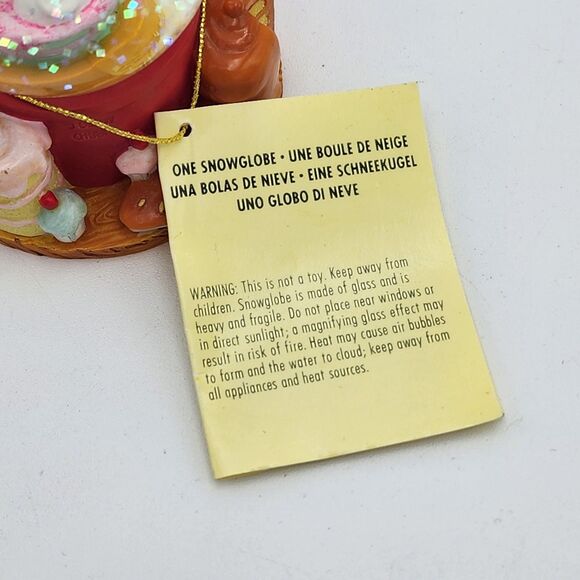 ONE SNOWGLOBE • UNE BOULE DE NEIGE
UNA BOLAS DE NIEVE • EINE SCHNEEKUGEL
UNO GLOBO DI NEVE
WARNING: This is not a toy. Keep away from
children. Snowglobe is made of glass and is
heavy and fragile. Do not place near windows or
in direct sunlight; a magnifying glass effect may
result in risk of fire. Heat may cause air bubbles
to form and the water to cloud; keep away from
all appliances and heat sources.